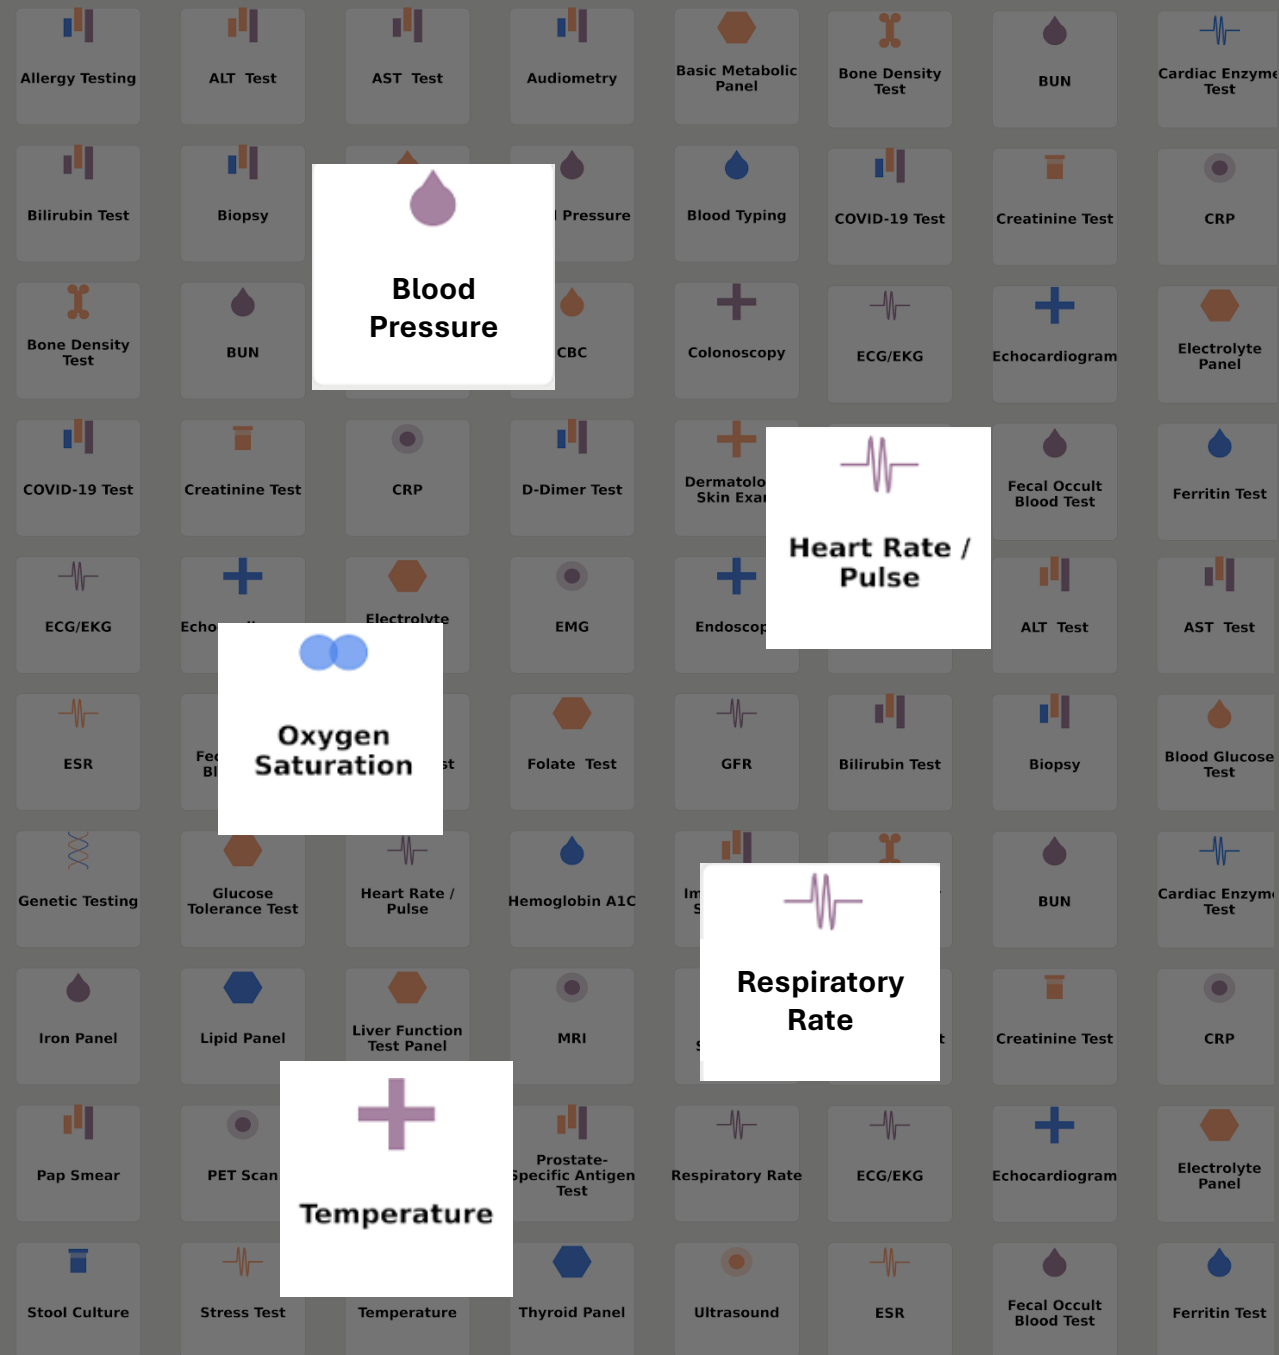 Allergy Testing
ALT  Test
AST  Test
Audiometry
Basic Metabolic
Panel
Bone Density
Test
BUN
Cardiac Enzyme
Test
Bilirubin Test
Biopsy
Pressure
Blood Typing
COVID-19 Test
Creatinine Test
CRP
Blood
Pressure
Bone Density
Test
BUN
CBC
Colonoscopy
ECG/EKG
Echocardiogram
Electrolyte
Panel
COVID-19 Test
Creatinine Test
CRP
D-Dimer Test
Skin
Fecal Occult
Blood Test
Ferritin Test
Heart Rate /
Pulse
ECG/EKG
Electrolyte
EMG
ALT  Test
AST  Test
Oxygen
Saturation
ESR
Folate  Test
GFR
Bilirubin Test
Biopsy
Blood Glucose
Test
Genetic Testing
Glucose
Tolerance Test
Heart Rate /
Pulse
Hemoglobin A1C
BUN
Cardiac Enzyme
Test
Respiratory
Rate
Iron Panel
Lipid Panel
Liver Function
Test Panel
MRI
Creatinine Test
CRP
Temperature
Pap Smear
PET Scan
Prostate-
Specific Antigen
Test
Respiratory Rate
ECG/EKG
Echocardiogram
Electrolyte
Panel
Stool Culture
Stress Test
Temperature
Thyroid Panel
Ultrasound
ESR
Fecal Occult
Blood Test
Ferritin Test